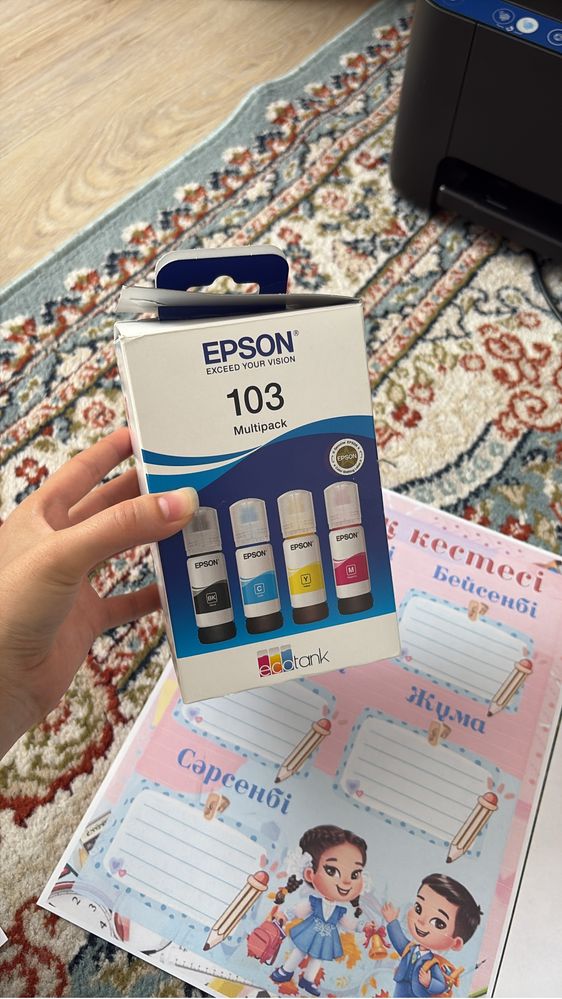 EPSON®
EXCEED YOUR VISION
103
Multipack
EPSON
EPSON
EPSON
EPSON
EPSON
BK
C
Y
M
ecotank
кестесі
Бейсенбі
Жұма
Сәрсенбі